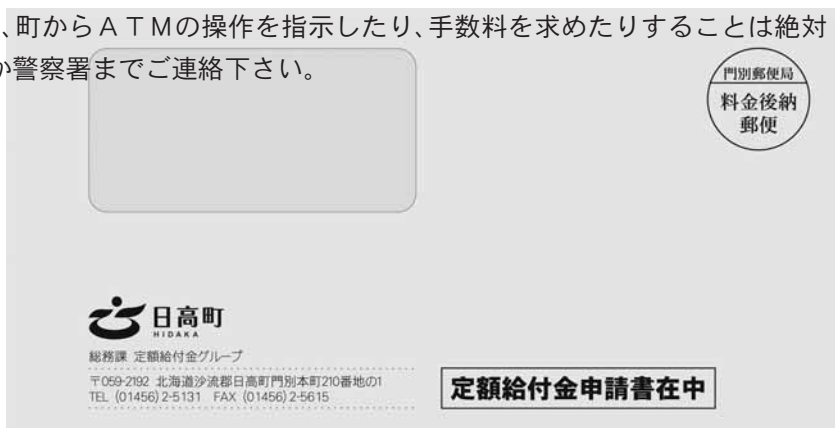 、町からＡＴＭの操作を指示したり、手数料を求めたりすることは絶対
警察署までご連絡下さい。
門別郵便局
料金後納
郵便
日高町
HIDAKA
総務課 定額給付金グループ
〒059-2192 北海道沙流郡日高町門別本町210番地の1
TEL (01456) 2-5131 FAX (01456) 2-5615
定額給付金申請書在中